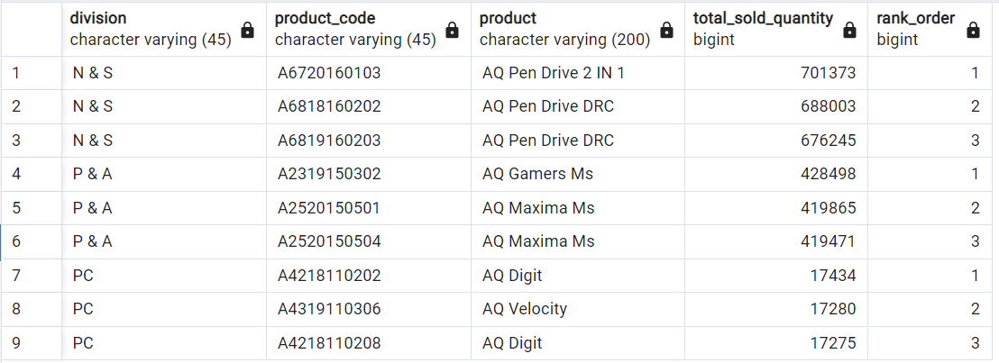 division product_code product total_sold_quantity rank_order
character varying (45) character varying (45) character varying (200) bigint bigint
1 N & S A6720160103 AQ Pen Drive 2 IN 1 701373 1
2 N & S A6818160202 AQ Pen Drive DRC 688003 2
3 N & S A6819160203 AQ Pen Drive DRC 676245 3
4 P & A A2319150302 AQ Gamers Ms 428498 1
5 P & A A2520150501 AQ Maxima Ms 419865 2
6 P & A A2520150504 AQ Maxima Ms 419471 3
7 PC A4218110202 AQ Digit 17434 1
8 PC A4319110306 AQ Velocity 17280 2
9 PC A4218110208 AQ Digit 17275 3